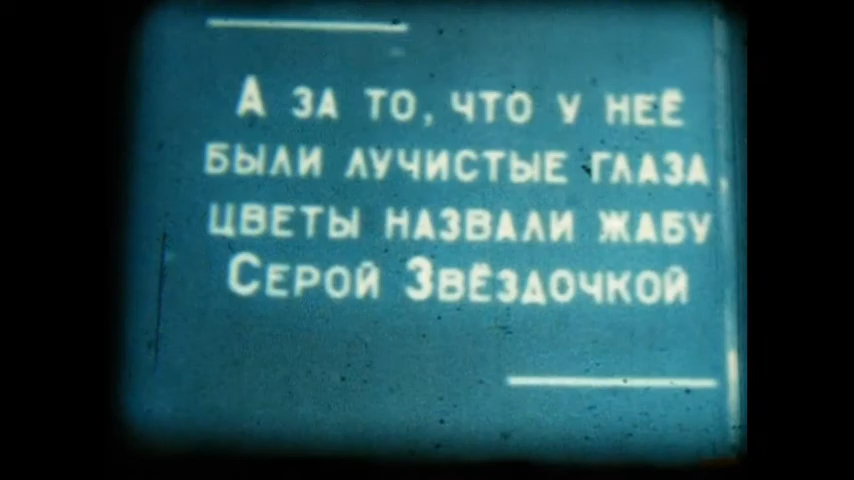 А ЗА ТО, ЧТО У НЕЁ
БЫЛИ ЛУЧИСТЫЕ ГЛАЗА,
ЦВЕТЫ НАЗВАЛИ ЖАБУ
СЕРОЙ ЗВЁЗДОЧКОЙ